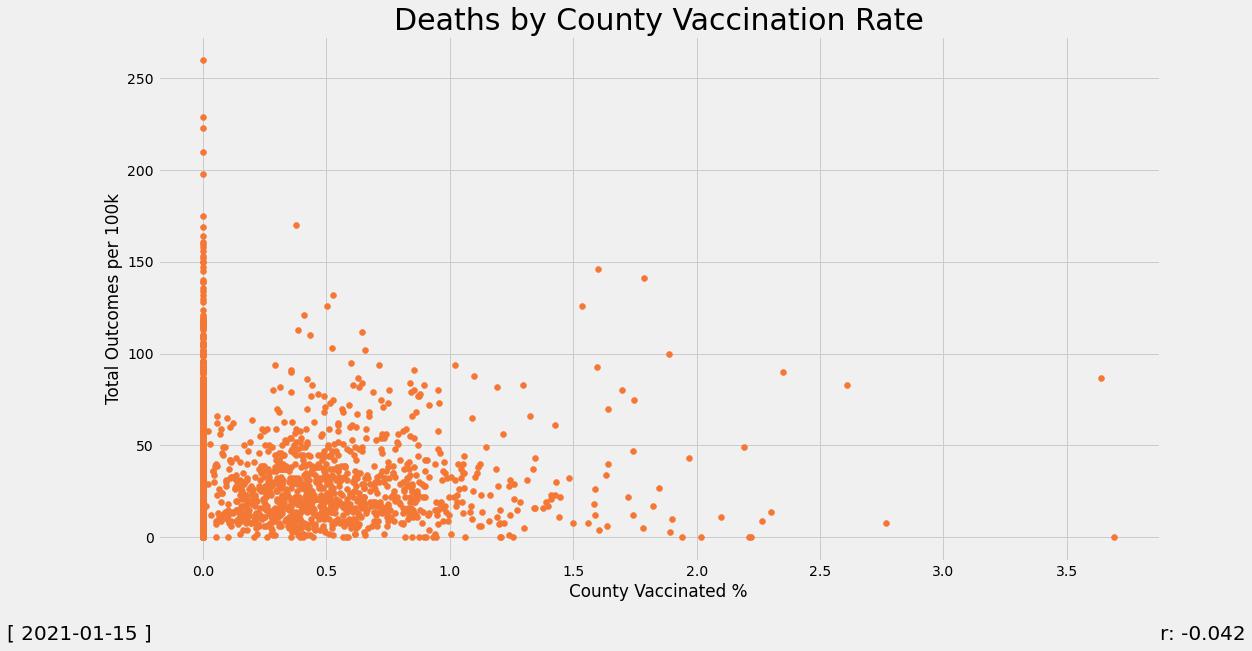 Deaths by County Vaccination Rate
Total Outcomes per 100k
250
200
150
100
50
0
0.0
0.5
1.0
1.5
2.0
2.5
3.0
3.5
County Vaccinated %
[ 2021-01-15 ]
r: -0.042